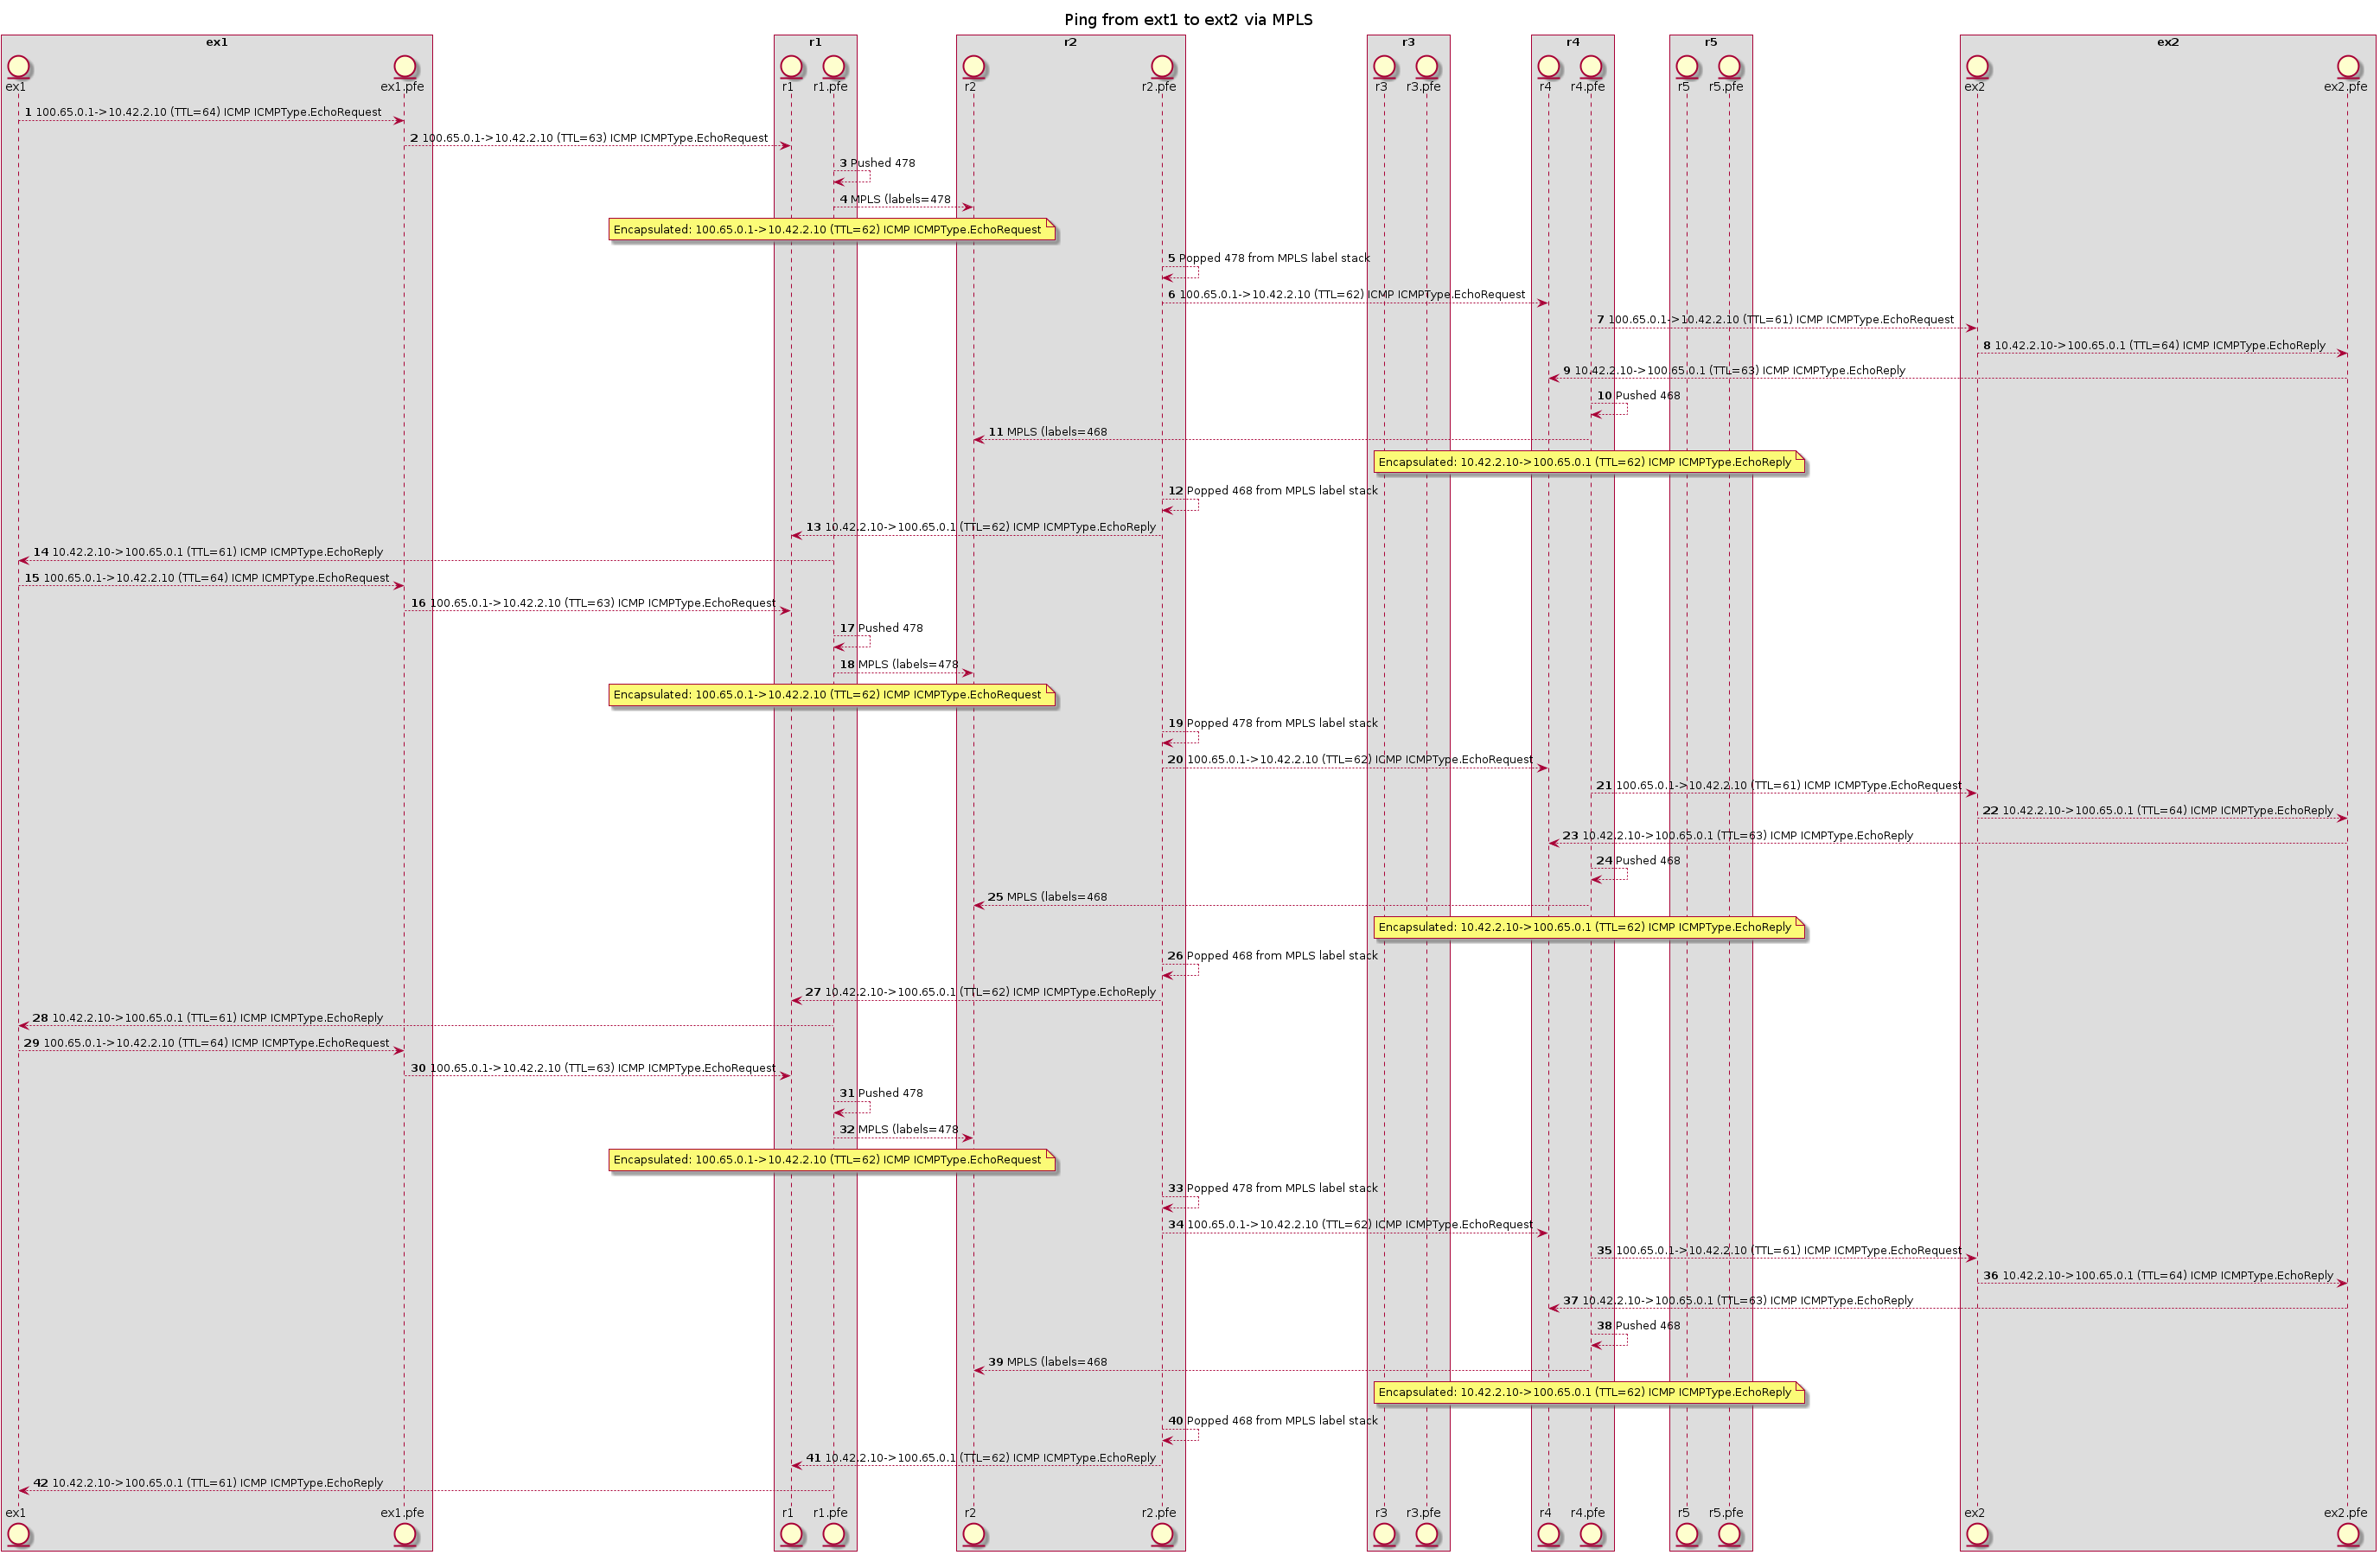 Ping from ext1 to ext2 via MPLS
ex1 r1 r2 r3 r4 r5 ex2
ex1 ex1.pfe r1 r1.pfe r2 r2.pfe r3 r3.pfe r4 r4.pfe r5 r5.pfe ex2 ex2.pfe
1 100.65.0.1->10.42.2.10 (TTL=64) ICMP ICMPType.EchoRequest
2 100.65.0.1->10.42.2.10 (TTL=63) ICMP ICMPType.EchoRequest
3 Pushed 478
4 MPLS (labels=478
Encapsulated: 100.65.0.1->10.42.2.10 (TTL=62) ICMP ICMPType.EchoRequest
5 Popped 478 from MPLS label stack
6 100.65.0.1->10.42.2.10 (TTL=62) ICMP ICMPType.EchoRequest
7 100.65.0.1->10.42.2.10 (TTL=61) ICMP ICMPType.EchoRequest
8 10.42.2.10->100.65.0.1 (TTL=64) ICMP ICMPType.EchoReply
9 10.42.2.10->100.65.0.1 (TTL=63) ICMP ICMPType.EchoReply
10 Pushed 468
11 MPLS (labels=468
Encapsulated: 10.42.2.10->100.65.0.1 (TTL=62) ICMP ICMPType.EchoReply
12 Popped 468 from MPLS label stack
13 10.42.2.10->100.65.0.1 (TTL=62) ICMP ICMPType.EchoReply
14 10.42.2.10->100.65.0.1 (TTL=61) ICMP ICMPType.EchoReply
15 100.65.0.1->10.42.2.10 (TTL=64) ICMP ICMPType.EchoRequest
16 100.65.0.1->10.42.2.10 (TTL=63) ICMP ICMPType.EchoRequest
17 Pushed 478
18 MPLS (labels=478
Encapsulated: 100.65.0.1->10.42.2.10 (TTL=62) ICMP ICMPType.EchoRequest
19 Popped 478 from MPLS label stack
20 100.65.0.1->10.42.2.10 (TTL=62) ICMP ICMPType.EchoRequest
21 100.65.0.1->10.42.2.10 (TTL=61) ICMP ICMPType.EchoRequest
22 10.42.2.10->100.65.0.1 (TTL=64) ICMP ICMPType.EchoReply
23 10.42.2.10->100.65.0.1 (TTL=63) ICMP ICMPType.EchoReply
24 Pushed 468
25 MPLS (labels=468
Encapsulated: 10.42.2.10->100.65.0.1 (TTL=62) ICMP ICMPType.EchoReply
26 Popped 468 from MPLS label stack
27 10.42.2.10->100.65.0.1 (TTL=62) ICMP ICMPType.EchoReply
28 10.42.2.10->100.65.0.1 (TTL=61) ICMP ICMPType.EchoReply
29 100.65.0.1->10.42.2.10 (TTL=64) ICMP ICMPType.EchoRequest
30 100.65.0.1->10.42.2.10 (TTL=63) ICMP ICMPType.EchoRequest
31 Pushed 478
32 MPLS (labels=478
Encapsulated: 100.65.0.1->10.42.2.10 (TTL=62) ICMP ICMPType.EchoRequest
33 Popped 478 from MPLS label stack
34 100.65.0.1->10.42.2.10 (TTL=62) ICMP ICMPType.EchoRequest
35 100.65.0.1->10.42.2.10 (TTL=61) ICMP ICMPType.EchoRequest
36 10.42.2.10->100.65.0.1 (TTL=64) ICMP ICMPType.EchoReply
37 10.42.2.10->100.65.0.1 (TTL=63) ICMP ICMPType.EchoReply
38 Pushed 468
39 MPLS (labels=468
Encapsulated: 10.42.2.10->100.65.0.1 (TTL=62) ICMP ICMPType.EchoReply
40 Popped 468 from MPLS label stack
41 10.42.2.10->100.65.0.1 (TTL=62) ICMP ICMPType.EchoReply
42 10.42.2.10->100.65.0.1 (TTL=61) ICMP ICMPType.EchoReply
ex1 ex1.pfe r1 r1.pfe r2 r2.pfe r3 r3.pfe r4 r4.pfe r5 r5.pfe ex2 ex2.pfe